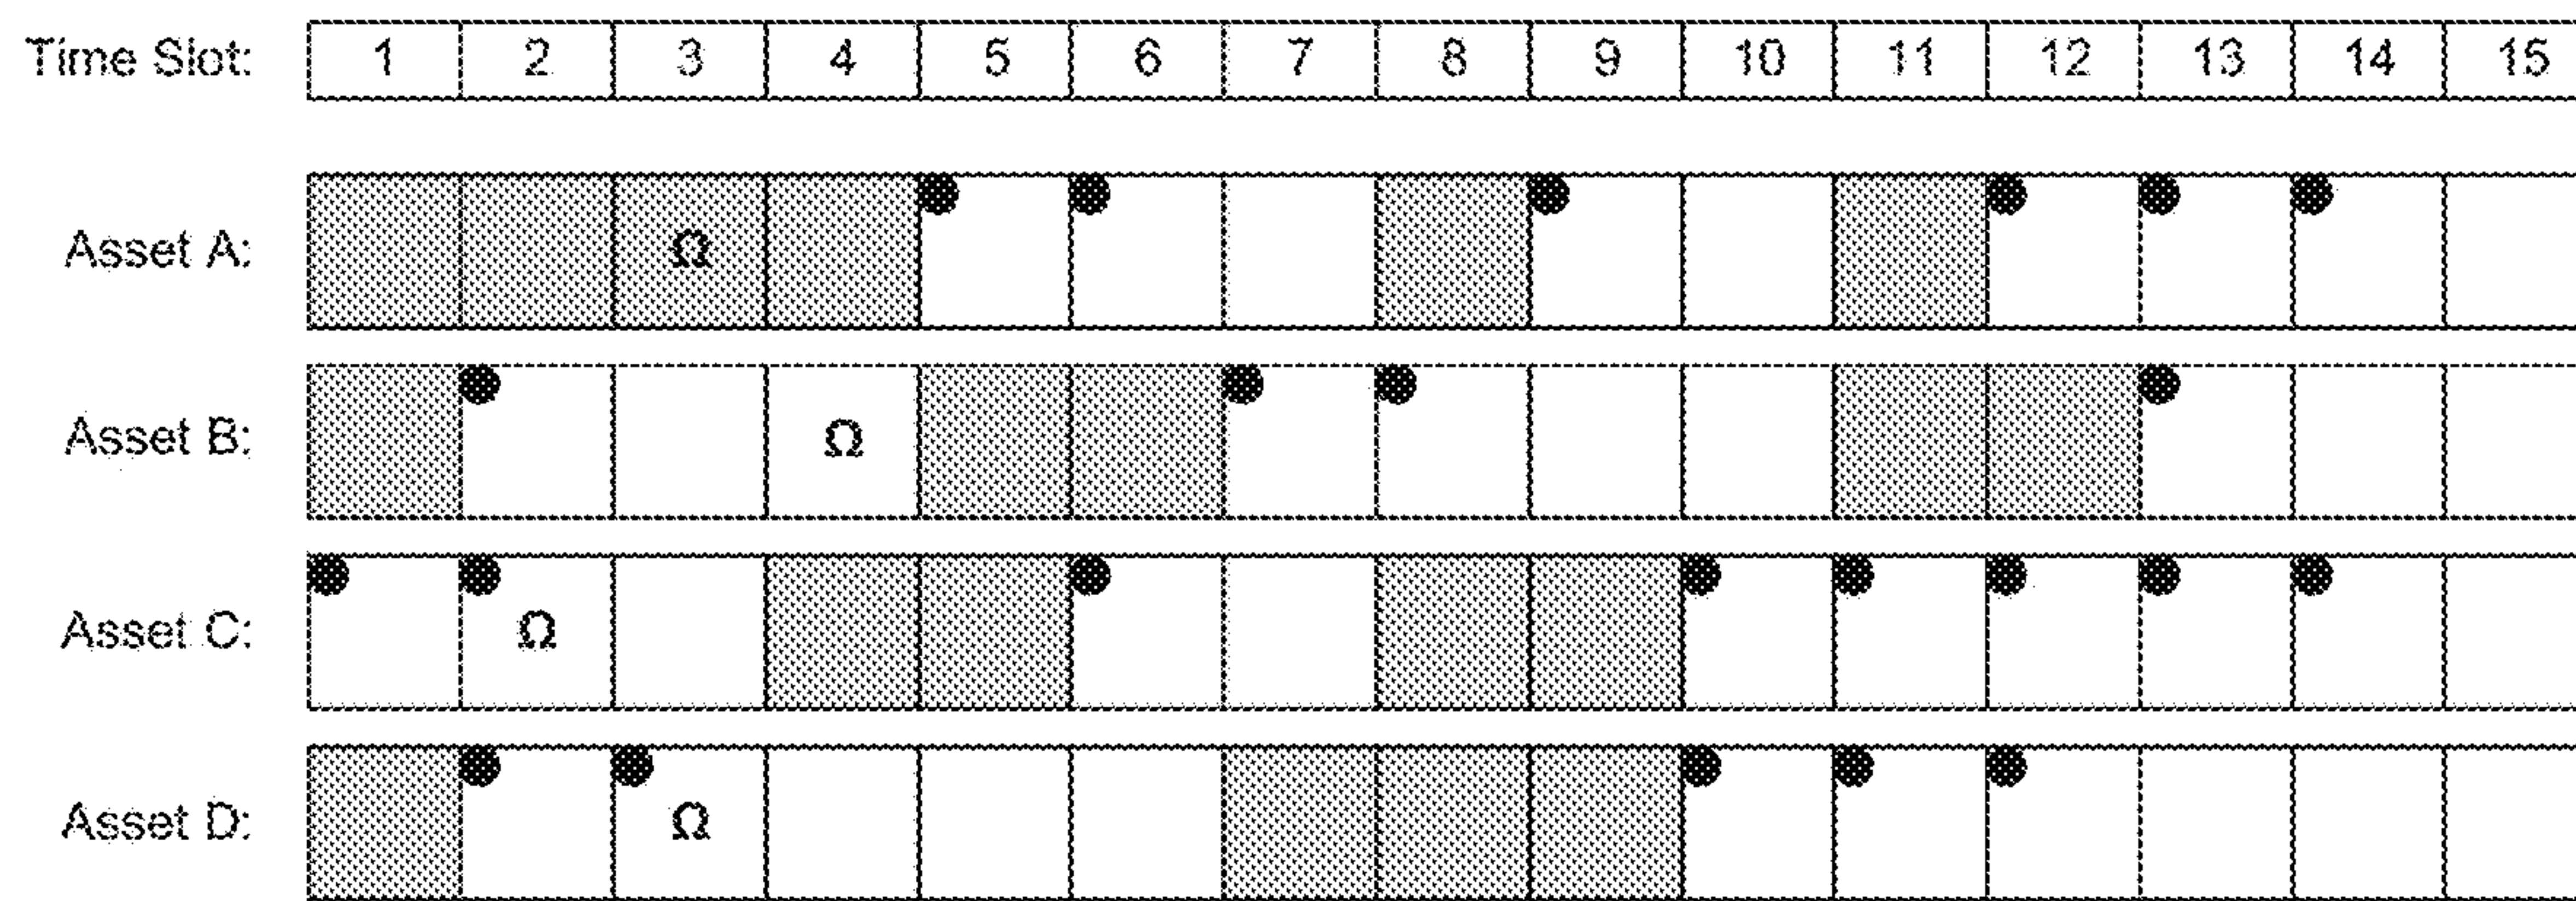 Time Slot: 1 2 3 4 5 6 7 8 9 10 11 12 13 14 15
Asset A: Ω
Asset B: Ω
Asset C: Ω
Asset D: Ω